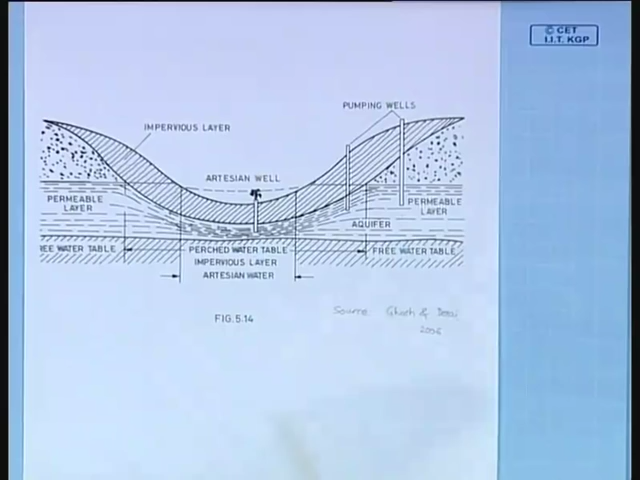 © CET
I.I.T. KGP
PUMPING WELLS
IMPERVIOUS LAYER
ARTESIAN WELL
PERMEABLE
LAYER
PERMEABLE
LAYER
AQUIFER
REE WATER TABLE
PERCHED WATER TABLE
FREE WATER TABLE
IMPERVIOUS LAYER
ARTESIAN WATER
FIG.5.14
Source Ghosh &
2006